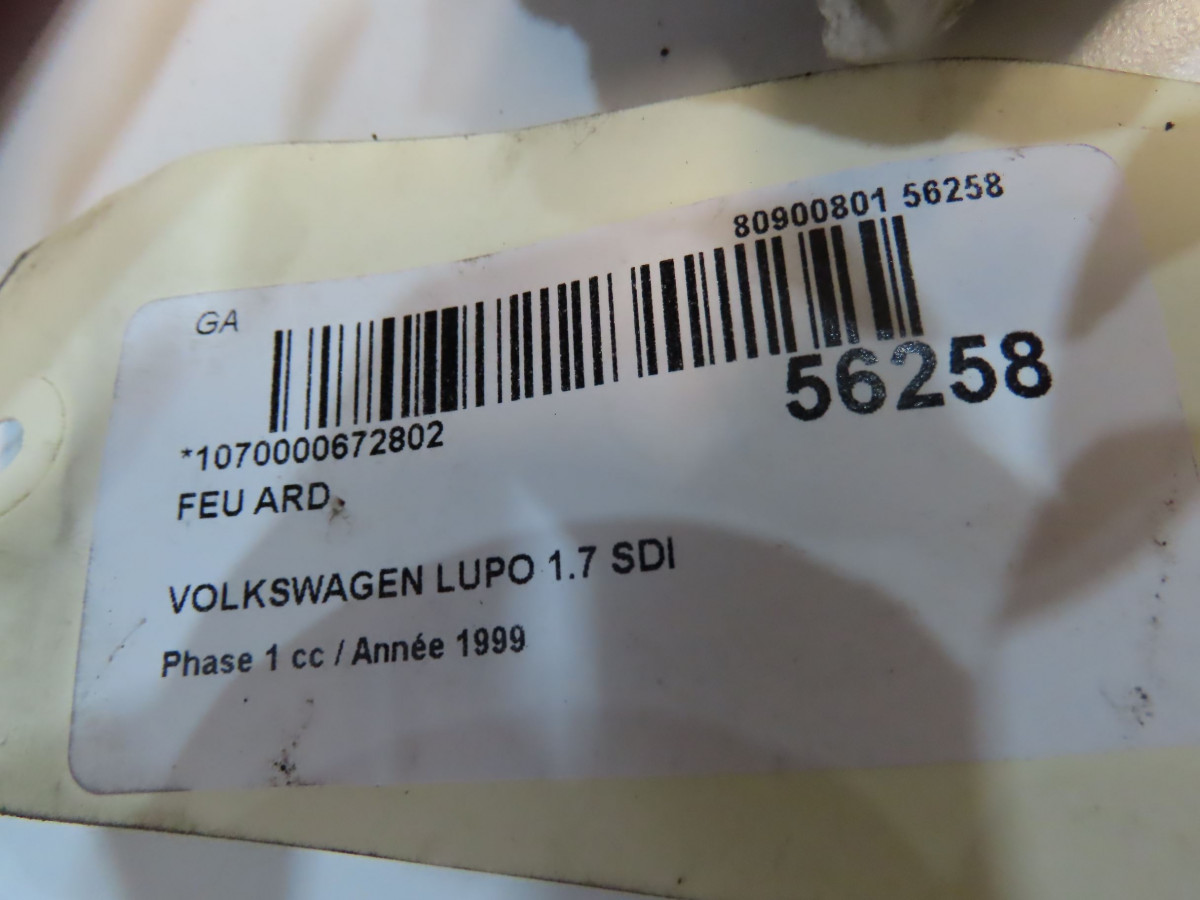 80900801 56258
GA
56258
*1070000672802
FEU ARD
VOLKSWAGEN LUPO 1.7 SDI
Phase 1 cc / Année 1999